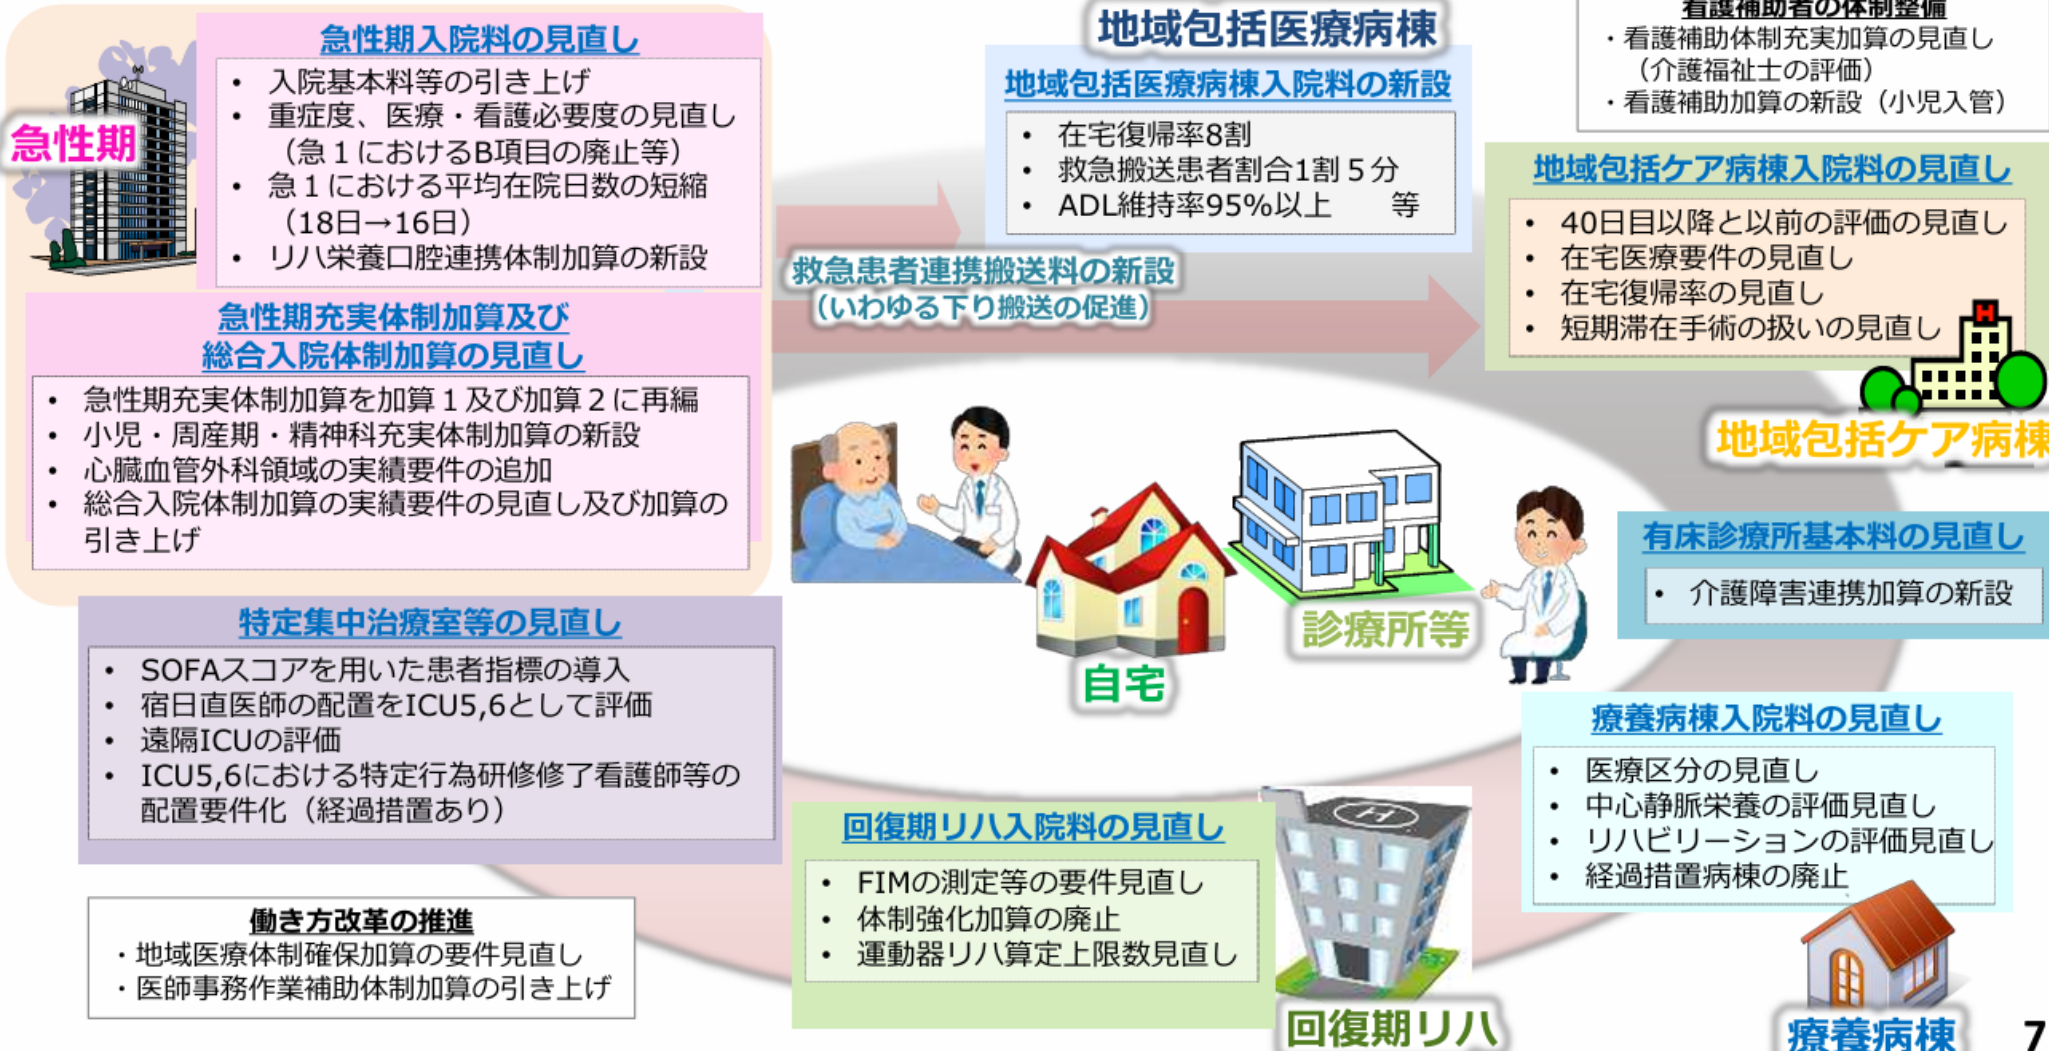 急性期
急性期入院料の見直し
• 入院基本料等の引き上げ
• 重症度、医療・看護必要度の見直し
（急１におけるB項目の廃止等）
• 急１における平均在院日数の短縮
（18日→16日）
• リハ栄養口腔連携体制加算の新設
急性期充実体制加算及び
総合入院体制加算の見直し
• 急性期充実体制加算を加算１及び加算２に再編
• 小児・周産期・精神科充実体制加算の新設
• 心臓血管外科領域の実績要件の追加
• 総合入院体制加算の実績要件の見直し及び加算の
引き上げ
特定集中治療室等の見直し
• SOFAスコアを用いた患者指標の導入
• 宿日直医師の配置をICU5,6として評価
• 遠隔ICUの評価
• ICU5,6における特定行為研修修了看護師等の
配置要件化（経過措置あり）
働き方改革の推進
・地域医療体制確保加算の要件見直し
・医師事務作業補助体制加算の引き上げ
地域包括医療病棟
地域包括医療病棟入院料の新設
• 在宅復帰率8割
• 救急搬送患者割合1割５分
• ADL維持率95%以上　　等
救急患者連携搬送料の新設
（いわゆる下り搬送の促進）
自宅
診療所等
回復期リハ入院料の見直し
• FIMの測定等の要件見直し
• 体制強化加算の廃止
• 運動器リハ算定上限数見直し
回復期リハ
看護補助者の体制整備
・看護補助体制充実加算の見直し
（介護福祉士の評価）
・看護補助加算の新設（小児入管）
地域包括ケア病棟入院料の見直し
• 40日目以降と以前の評価の見直し
• 在宅医療要件の見直し
• 在宅復帰率の見直し
• 短期滞在手術の扱いの見直し
H
地域包括ケア病棟
有床診療所基本料の見直し
• 介護障害連携加算の新設
療養病棟入院料の見直し
• 医療区分の見直し
• 中心静脈栄養の評価見直し
• リハビリーションの評価見直し
• 経過措置病棟の廃止
H
療養病棟
7